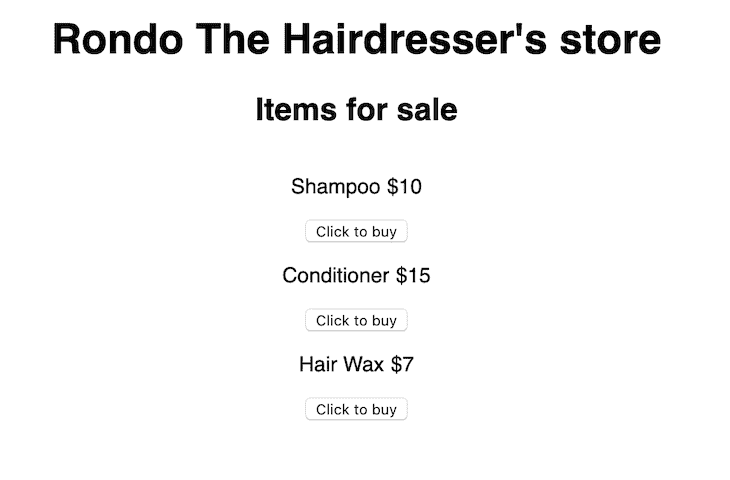 Rondo The Hairdresser's store
Items for sale
Shampoo $10
Click to buy
Conditioner $15
Click to buy
Hair Wax $7
Click to buy